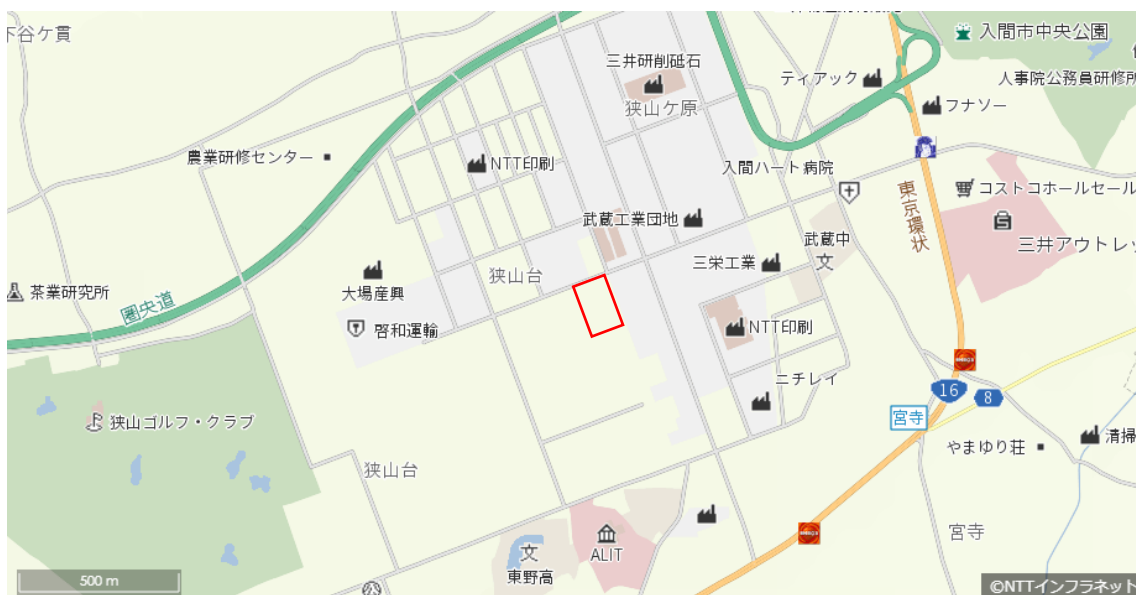 下谷ケ貫
入間市中央公園
三井研削砥石
ティアック
人事院公務員研修所
狭山ケ原
フナソー
農業研修センター
NTT印刷
入間ハート病院
東京環状
コストコホールセール
武蔵工業団地
武蔵中
文
三井アウトレッ
三栄工業
狭山台
茶業研究所
大場産興
圏央道
啓和運輸
NTT印刷
ニチレイ
16
8
宮寺
狭山ゴルフ・クラブ
やまゆり荘
清掃
狭山台
宮寺
文
東野高
ALIT
500 m
©NTTインフラネット